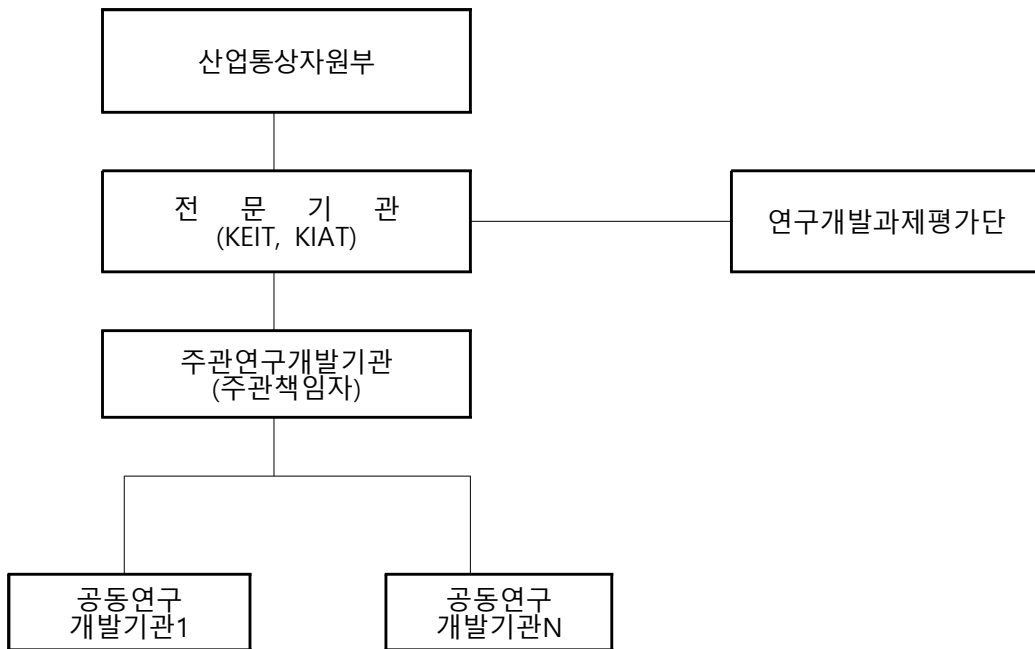 산업통상자원부
전 문 기 관
(KEIT, KIAT)
연구개발과제평가단
주관연구개발기관
(주관책임자)
공동연구
개발기관1
공동연구
개발기관N